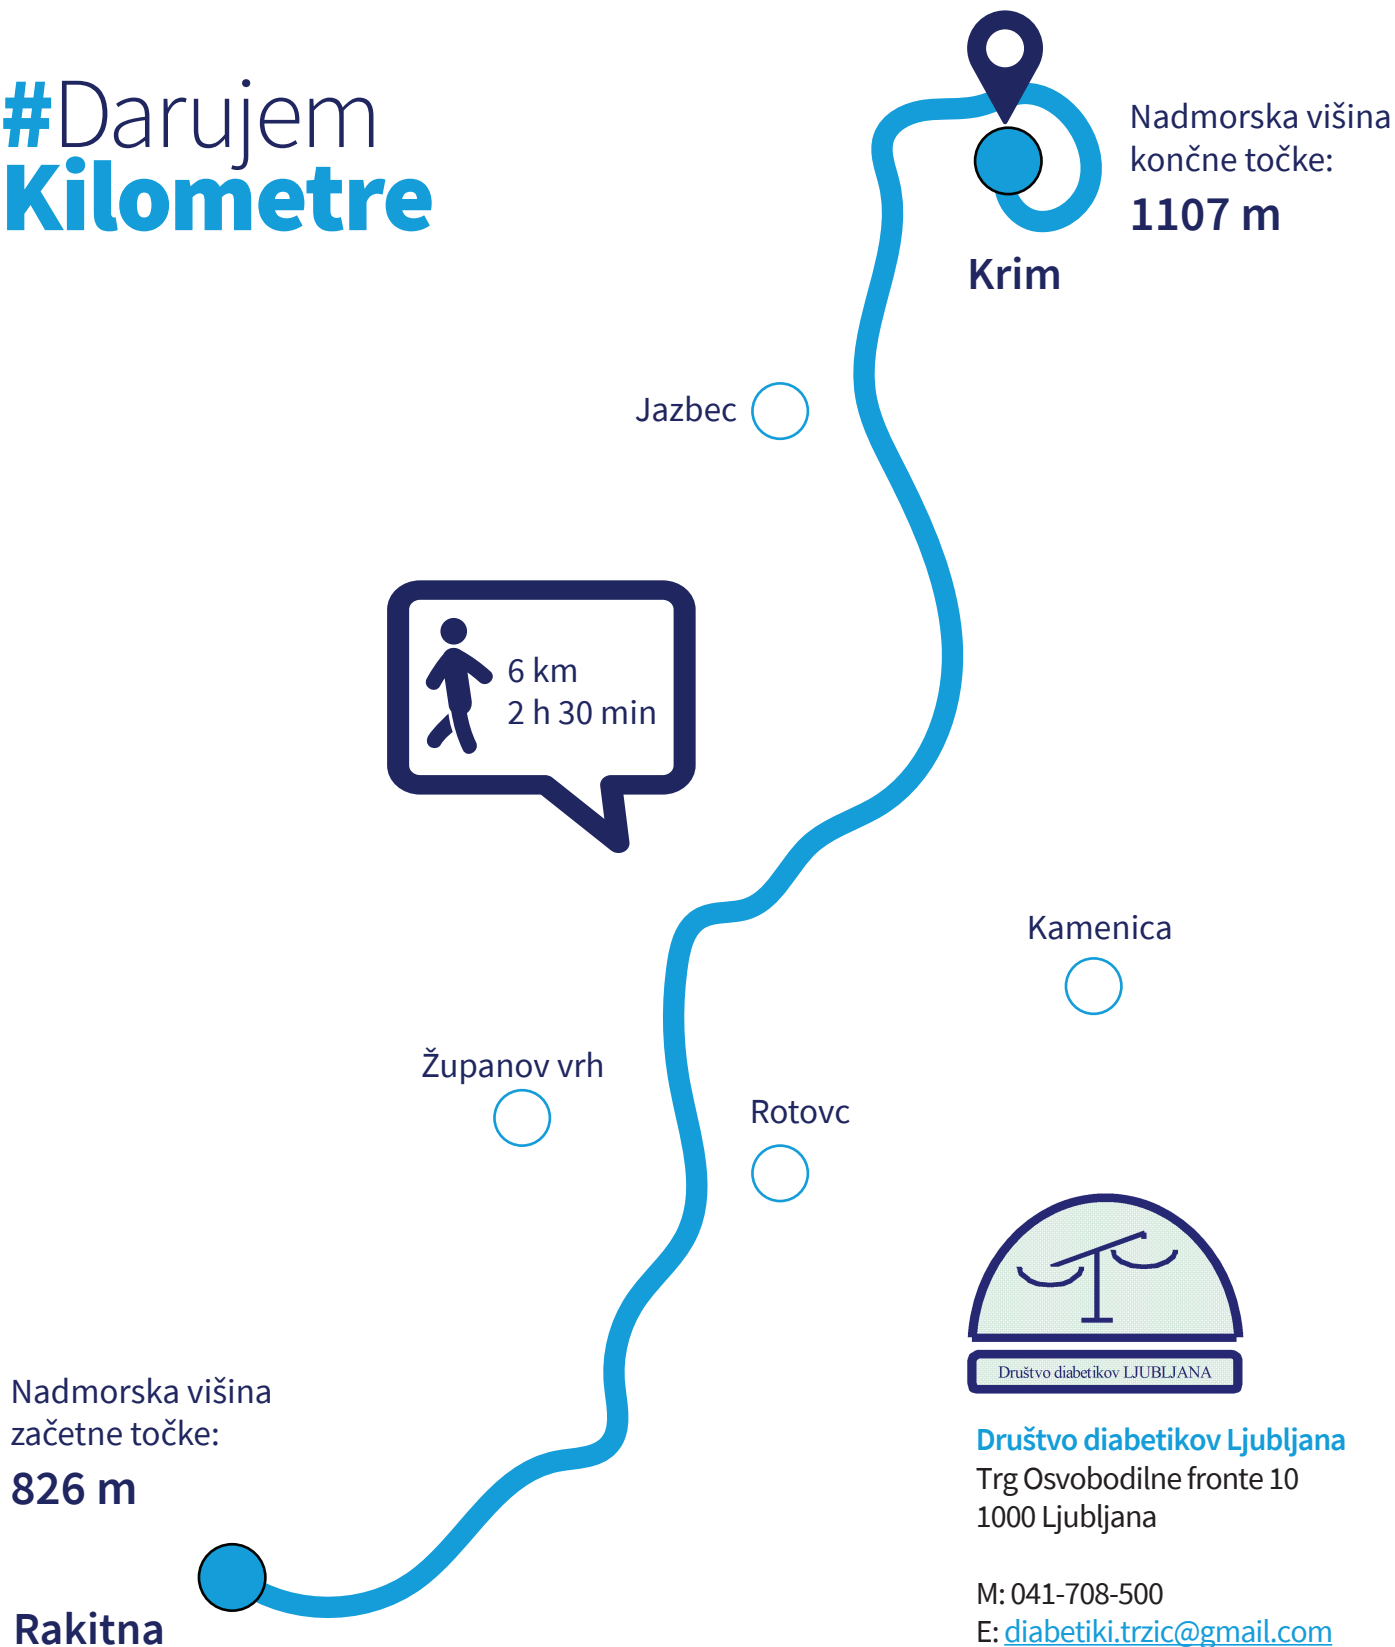 #Darujem
Kilometre
Nadmorska višina
končne točke:
1107 m
Krim
Jazbec
6 km
2 h 30 min
Kamenica
Županov vrh
Rotovc
Društvo diabetikov LJUBLJANA
Nadmorska višina
začetne točke:
826 m
Rakitna
Društvo diabetikov Ljubljana
Trg Osvobodilne fronte 10
1000 Ljubljana
M: 041-708-500
E: diabetiki.trzic@gmail.com